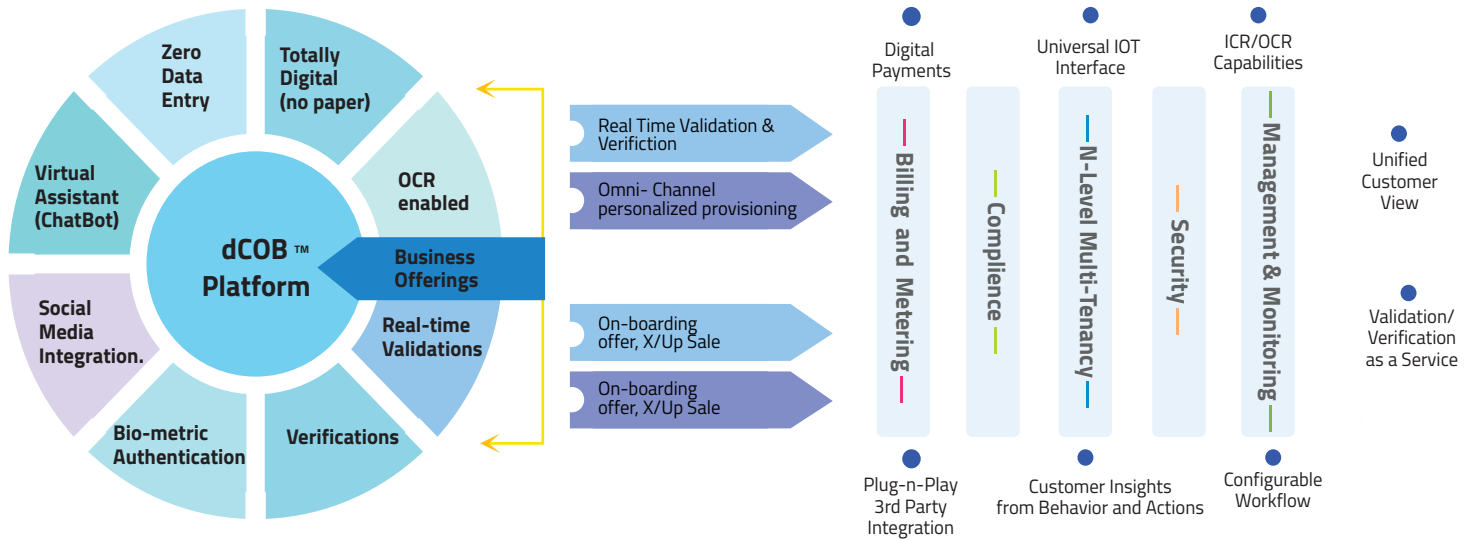 Zero
Data
Entry
Totally
Digital
(no paper)
Virtual
Assistant
(ChatBot)
OCR
enabled
dCOB ™
Platform
Business
Offerings
Social
Media
Integration.
Real-time
Validations
Bio-metric
Authentication
Verifications
Real Time Validation &
Verifiction
Omni- Channel
personalized provisioning
On-boarding
offer, X/Up Sale
On-boarding
offer, X/Up Sale
Digital
Payments
Universal IOT
Interface
ICR/OCR
Capabilities
Billing and Metering
Complience
N-Level Multi-Tenancy
Security
Management & Monitoring
Plug-n-Play
3rd Party
Integration
Customer Insights
from Behavior and Actions
Configurable
Workflow
Unified
Customer
View
Validation/
Verification
as a Service